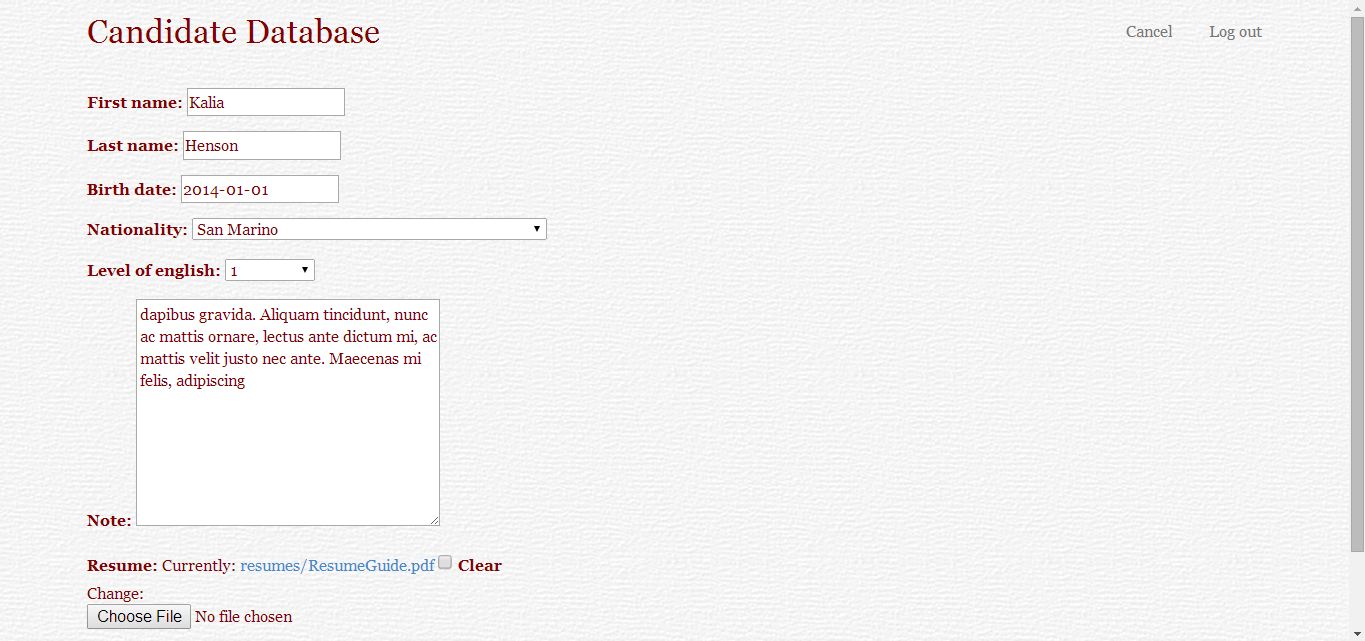 Candidate Database
Cancel
Log out
First name: Kalia
Last name: Henson
Birth date: 2014-01-01
Nationality: San Marino
Level of english: 1
dapibus gravida. Aliquam tincidunt, nunc
ac mattis ornare, lectus ante dictum mi, ac
mattis velit justo nec ante. Maecenas mi
felis, adipiscing
Note:
Resume: Currently: resumes/ResumeGuide.pdf Clear
Change:
Choose File No file chosen